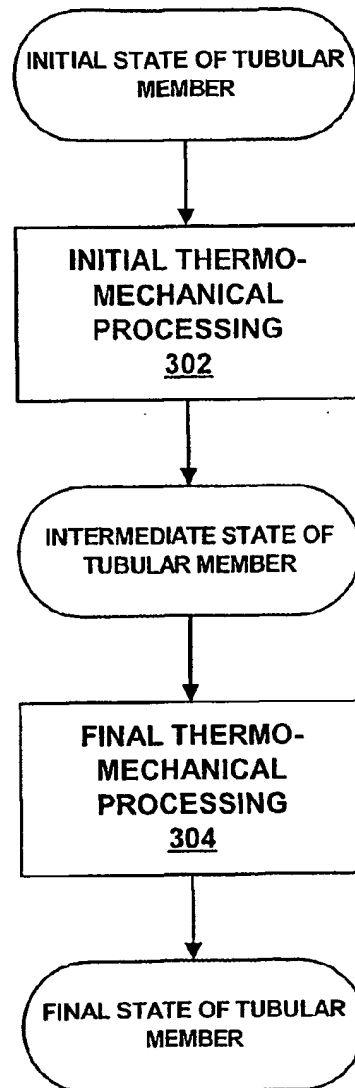 INITIAL STATE OF TUBULAR
MEMBER
INITIAL THERMO-
MECHANICAL
PROCESSING
302
INTERMEDIATE STATE OF
TUBULAR MEMBER
FINAL THERMO-
MECHANICAL
PROCESSING
304
FINAL STATE OF TUBULAR
MEMBER